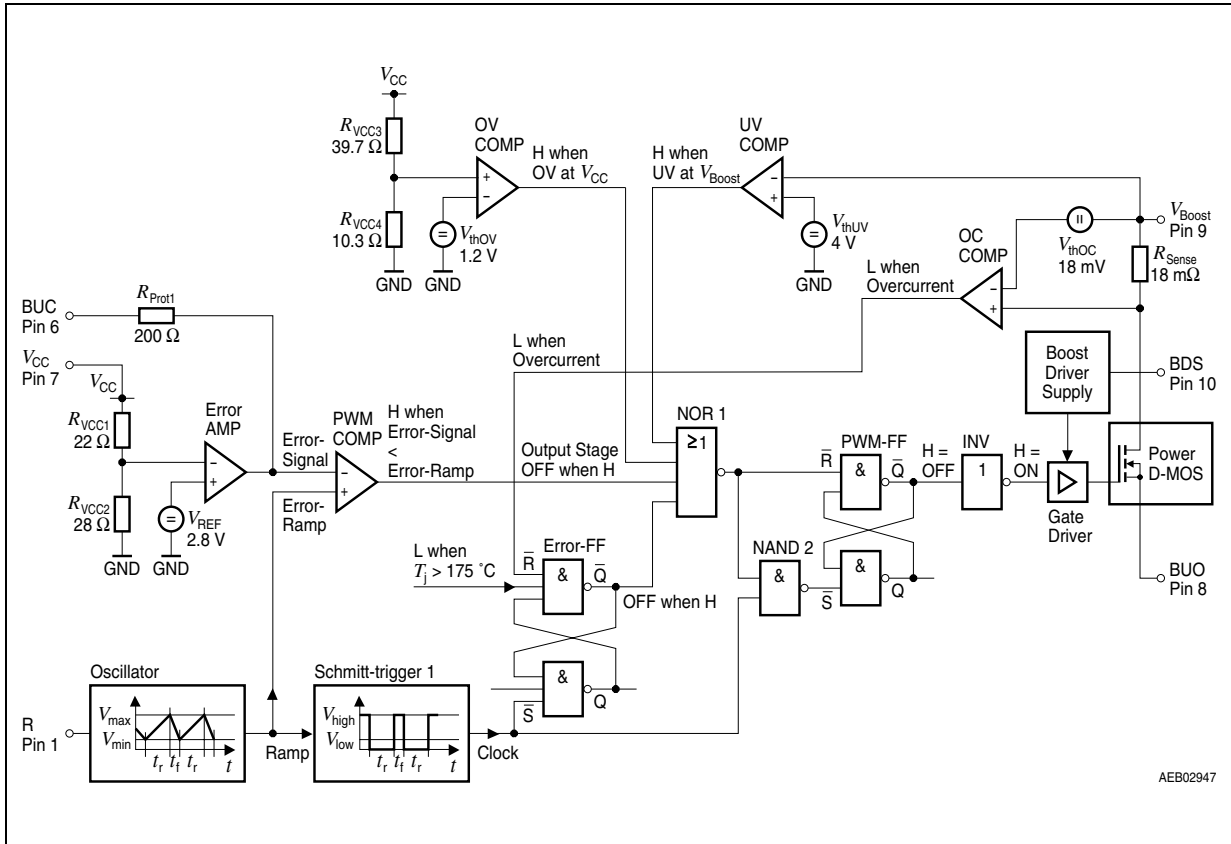 VCC
RVCC3
39.7 Ω
OV
COMP
H when
OV at VCC
+
−
RVCC4
10.3 Ω
=
VthOV
1.2 V
GND
GND
UV
COMP
H when
UV at VBoost
−
+
=
VthUV
4 V
GND
VBoost
Pin 9
=
VthOC
18 mV
RSense
18 mΩ
OC
COMP
L when
Overcurrent
−
+
BUC
Pin 6
RProt1
200 Ω
VCC
Pin 7
VCC
RVCC1
22 Ω
RVCC2
28 Ω
GND
Error
AMP
−
+
=
VREF
2.8 V
GND
Error-
Signal
Error-
Ramp
PWM
COMP
−
+
H when
Error-Signal
<
Error-Ramp
L when
Overcurrent
Output Stage
OFF when H
NOR 1
≥1
Boost
Driver
Supply
BDS
Pin 10
PWM-FF
R̅
&
Q̅
H =
OFF
INV
1
H =
ON
Gate
Driver
Power
D-MOS
BUO
Pin 8
L when
Tj > 175 ˚C
Error-FF
R̅
&
Q̅
OFF when H
&
S̅
Q
NAND 2
&
S̅
&
Q
Oscillator
R
Pin 1
Vmax
Vmin
tr tf tr t
Ramp
Schmitt-trigger 1
Vhigh
Vlow
tr tf tr t
Clock
AEB02947